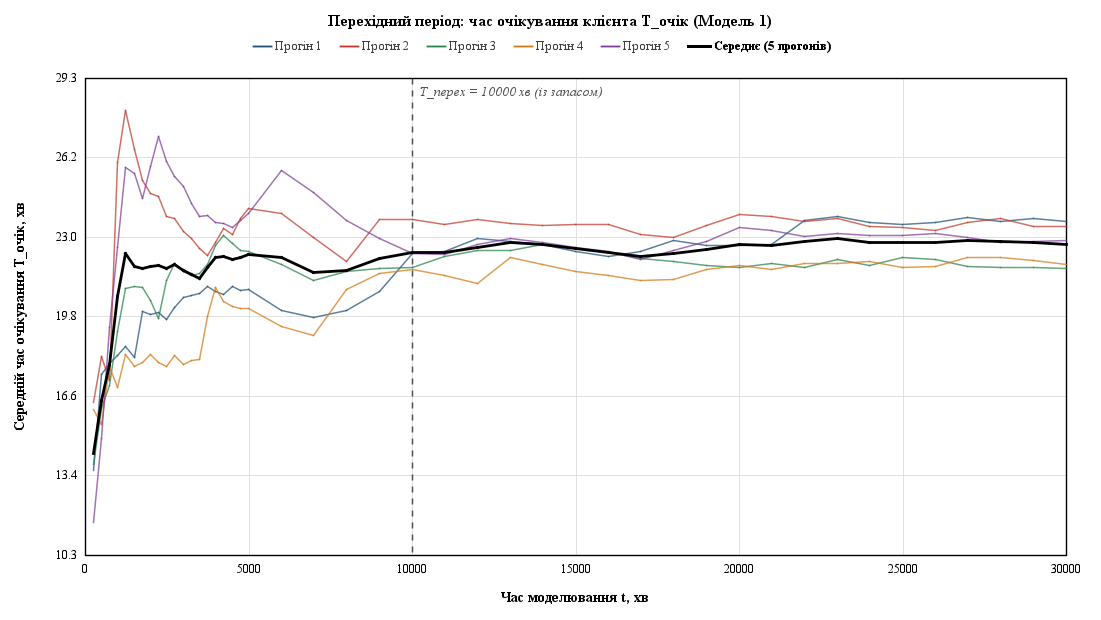 Перехідний період: час очікування клієнта T_очік (Модель 1)
Прогін 1 Прогін 2 Прогін 3 Прогін 4 Прогін 5 Середнє (5 прогонів)
T_перех = 10000 хв (із запасом)
Середній час очікування T_очік, хв
29.3
26.2
23.0
19.8
16.6
13.4
10.3
0 5000 10000 15000 20000 25000 30000
Час моделювання t, хв